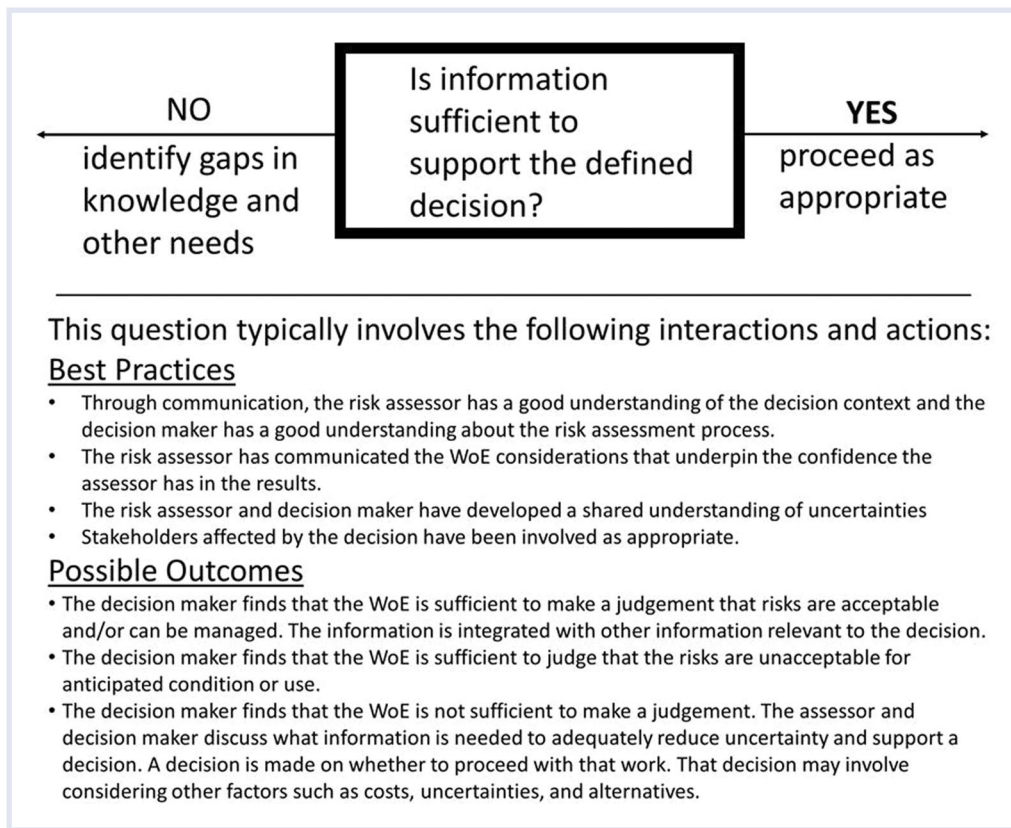 NO
identify gaps in
knowledge and
other needs
Is information
sufficient to
support the defined
decision?
YES
proceed as
appropriate
This question typically involves the following interactions and actions:
Best Practices
• Through communication, the risk assessor has a good understanding of the decision context and the
decision maker has a good understanding about the risk assessment process.
• The risk assessor has communicated the WoE considerations that underpin the confidence the
assessor has in the results.
• The risk assessor and decision maker have developed a shared understanding of uncertainties
• Stakeholders affected by the decision have been involved as appropriate.
Possible Outcomes
• The decision maker finds that the WoE is sufficient to make a judgement that risks are acceptable
and/or can be managed. The information is integrated with other information relevant to the decision.
• The decision maker finds that the WoE is sufficient to judge that the risks are unacceptable for
anticipated condition or use.
• The decision maker finds that the WoE is not sufficient to make a judgement. The assessor and
decision maker discuss what information is needed to adequately reduce uncertainty and support a
decision. A decision is made on whether to proceed with that work. That decision may involve
considering other factors such as costs, uncertainties, and alternatives.